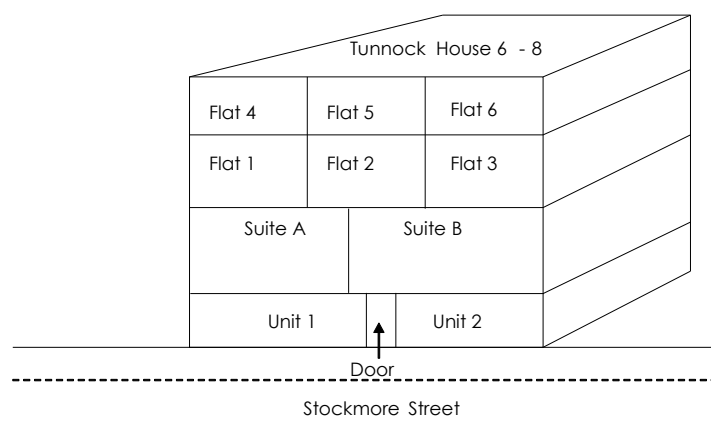 Tunnock House 6 - 8
Flat 4 Flat 5 Flat 6
Flat 1 Flat 2 Flat 3
Suite A Suite B
Unit 1 Unit 2
Door
Stockmore Street